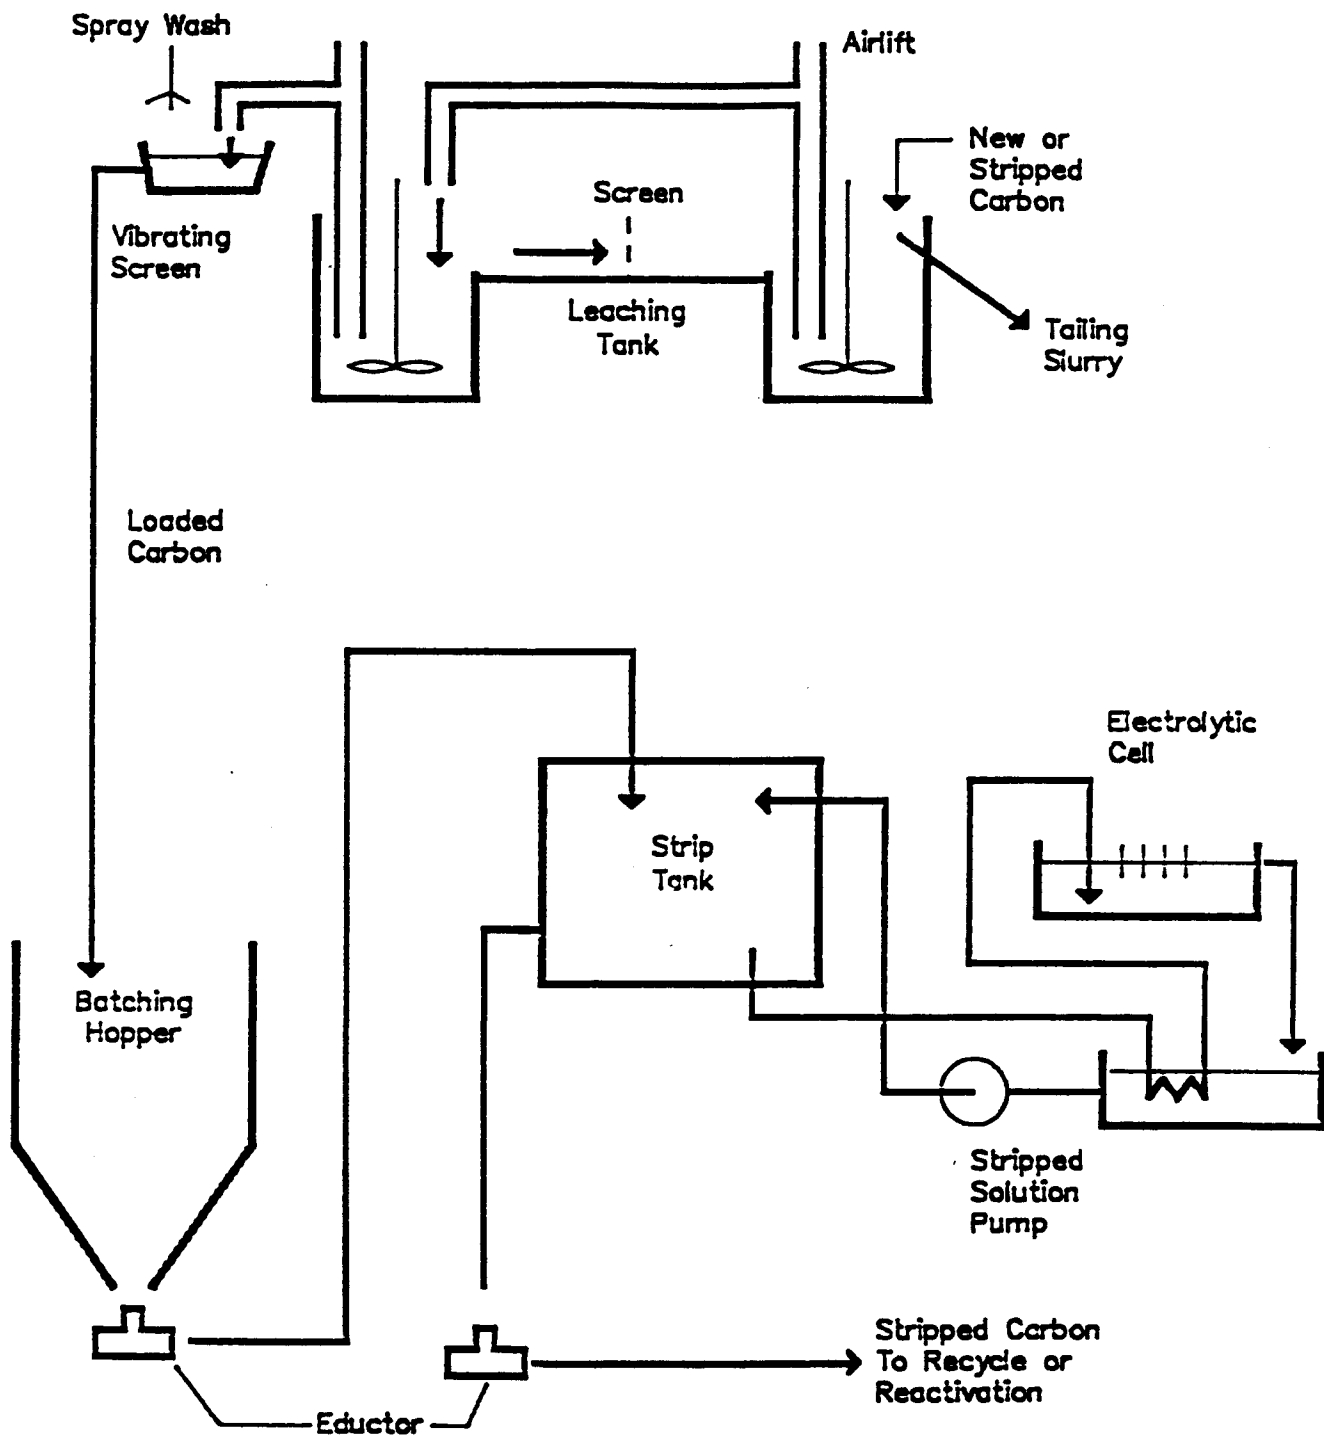 Spray Wash
Airlift
New or
Stripped
Carbon
Screen
Vibrating
Screen
Leaching
Tank
Tailing
Slurry
Loaded
Carbon
Electrolytic
Cell
Strip
Tank
Batching
Hopper
Stripped
Solution
Pump
Stripped Carbon
To Recycle or
Reactivation
Eductor